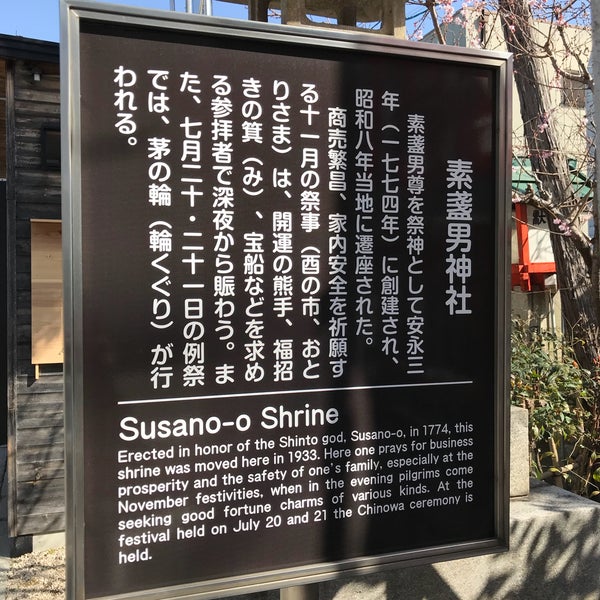 素盞男神社
素盞男尊を祭神として安永三
年(一七七四年)に創建され、
昭和八年当地に遷座された。
商売繁昌、家内安全を祈願す
る十一月の祭事(酉の市、おと
りさま)は、開運の熊手、福招
きの箕(み)、宝船などを求め
る参拝者で深夜から賑わう。ま
た、七月二十・二十一日の例祭
では、茅の輪(輪くぐり)が行
われる。
Susano-o Shrine
Erected in honor of the Shinto god, Susano-o, in 1774, this
shrine was moved here in 1933. Here one prays for business
prosperity and the safety of one's family, especially at the
November festivities, when in the evening pilgrims come
seeking good fortune charms of various kinds. At the
festival held on July 20 and 21 the Chinowa ceremony is
held.